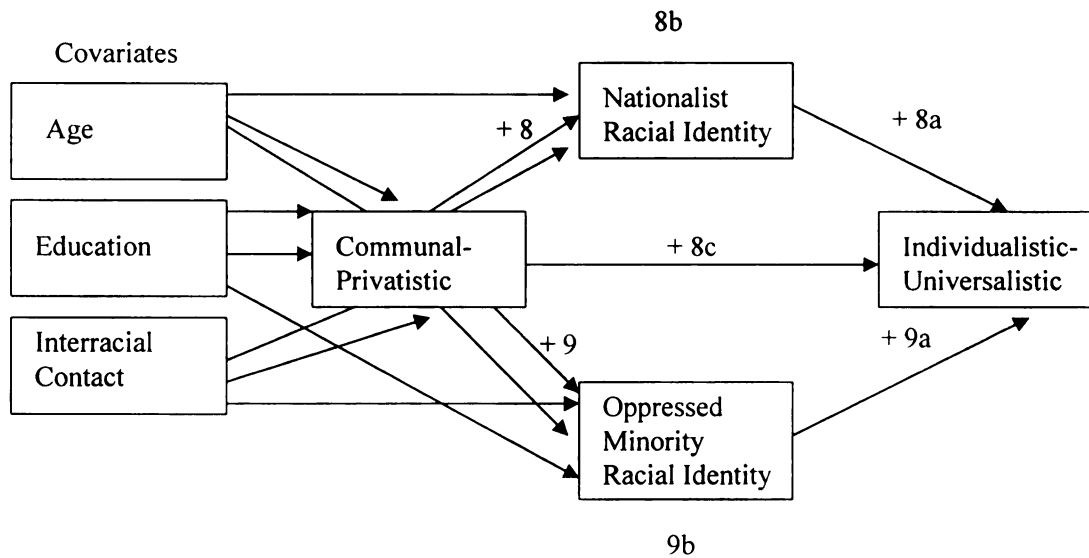 8b
Covariates
Age
Nationalist
Racial Identity
+ 8
+ 8a
Education
Communal-
Privatistic
+ 8c
Individualistic-
Universalistic
Interracial
Contact
+ 9
+ 9a
Oppressed
Minority
Racial Identity
9b